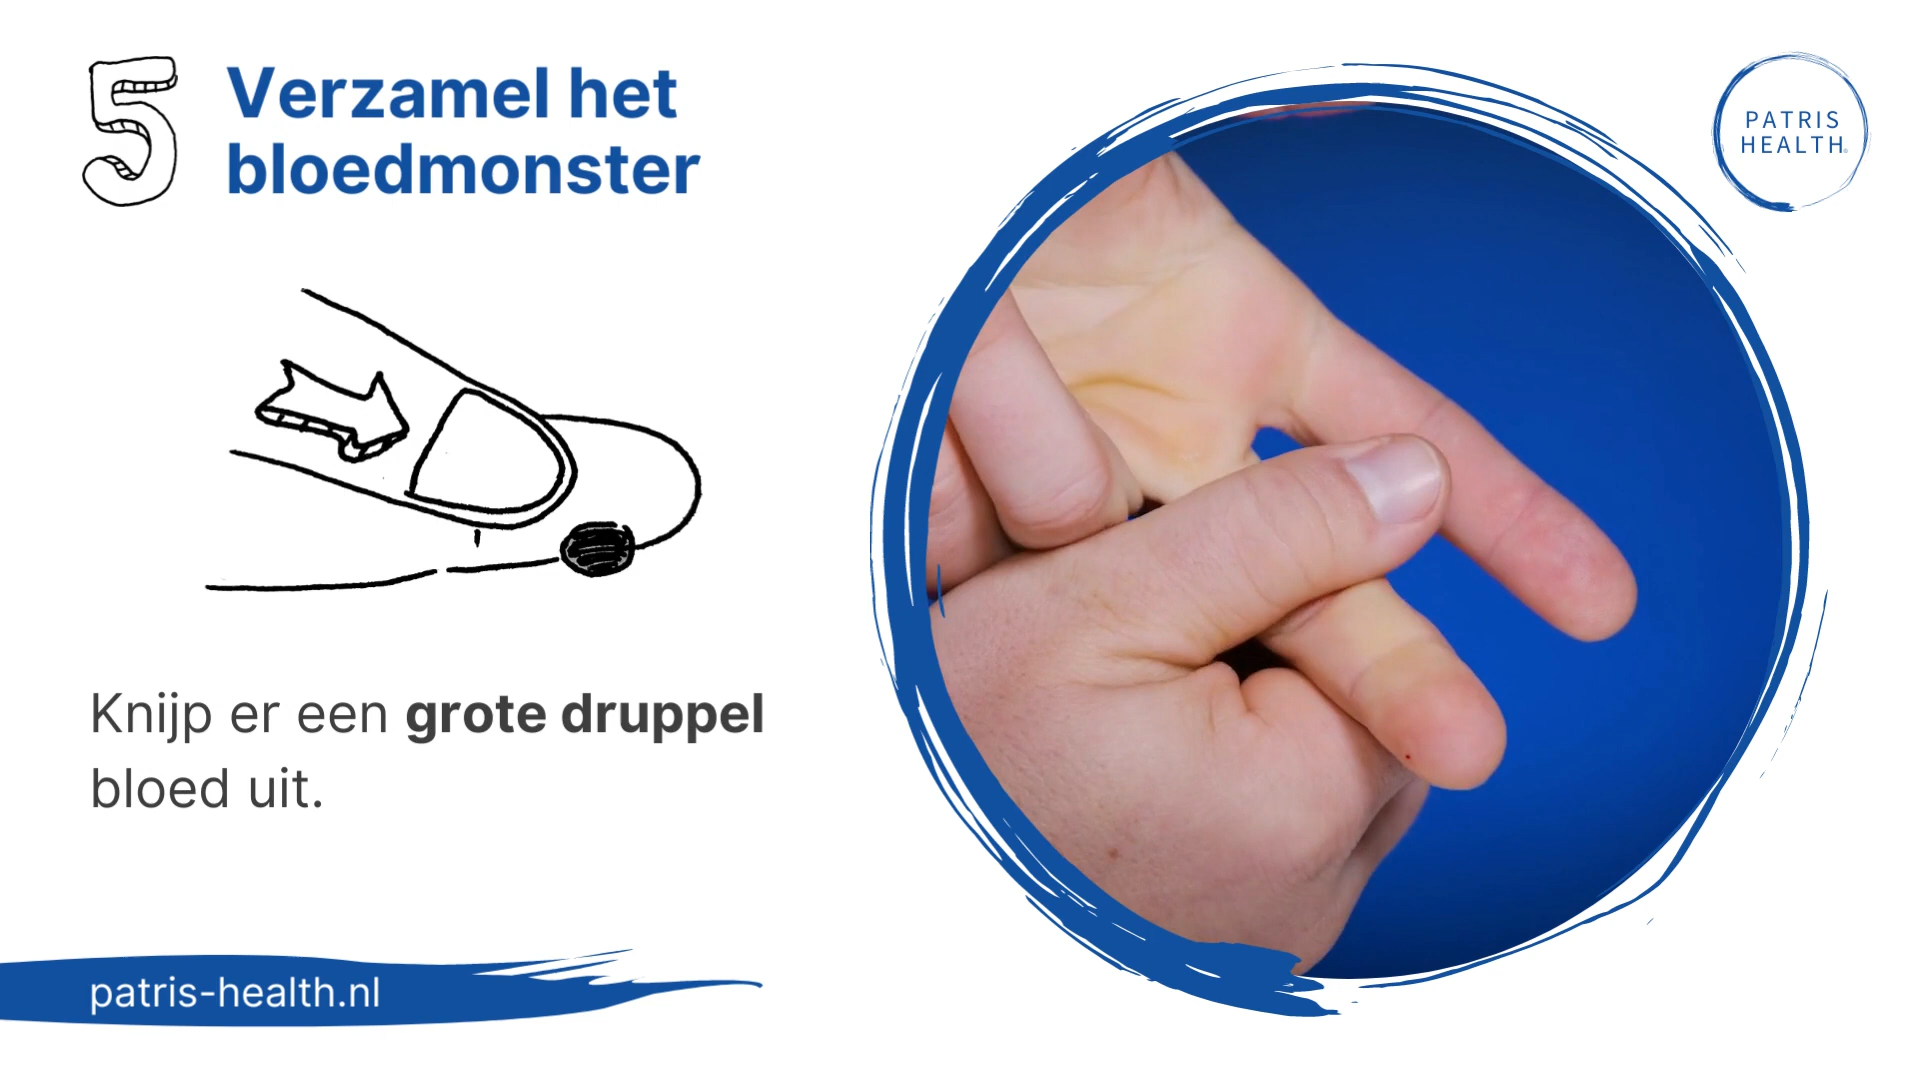 5
Verzamel het
bloedmonster
PATRIS
HEALTH
Knijp er een grote druppel
bloed uit.
patris-health.nl